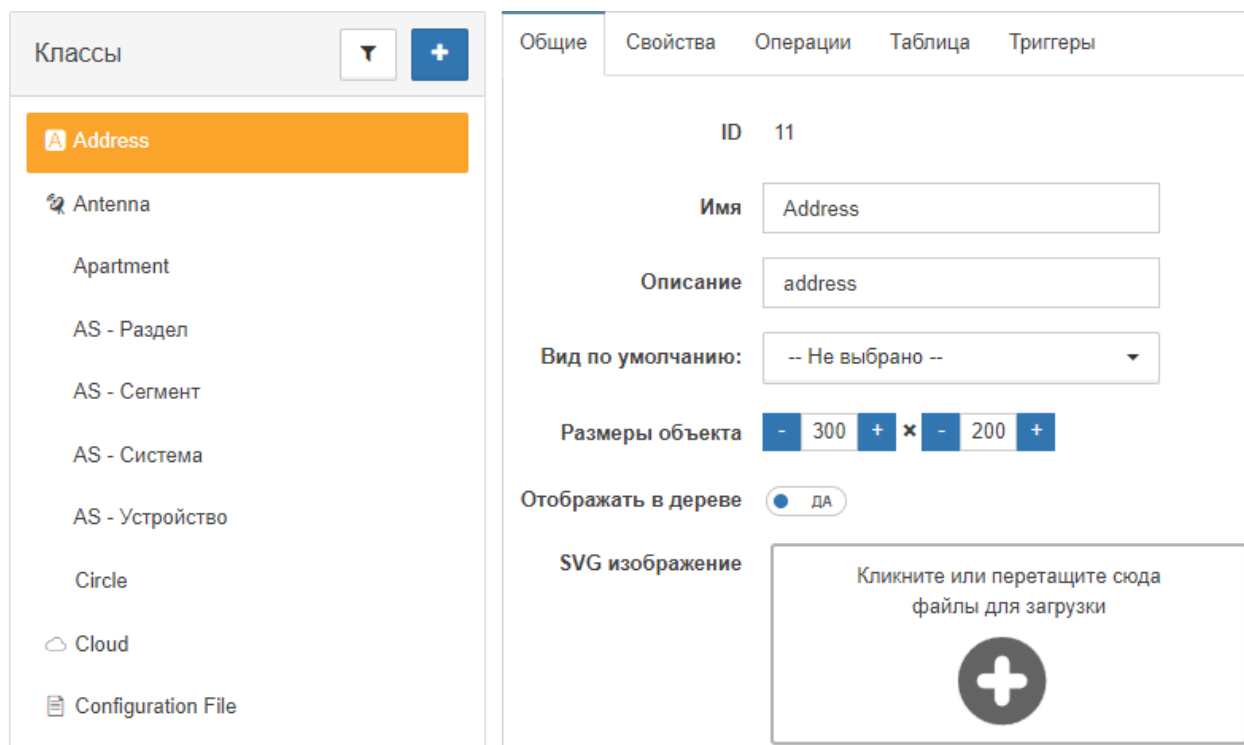 Классы
+
A Address
Antenna
Apartment
AS - Раздел
AS - Сегмент
AS - Система
AS - Устройство
Circle
Cloud
Configuration File
Общие Свойства Операции Таблица Триггеры
ID 11
Имя Address
Описание address
Вид по умолчанию: -- Не выбрано --
Размеры объекта - 300 + × - 200 +
Отображать в дереве ДА
SVG изображение
Кликните или перетащите сюда
файлы для загрузки